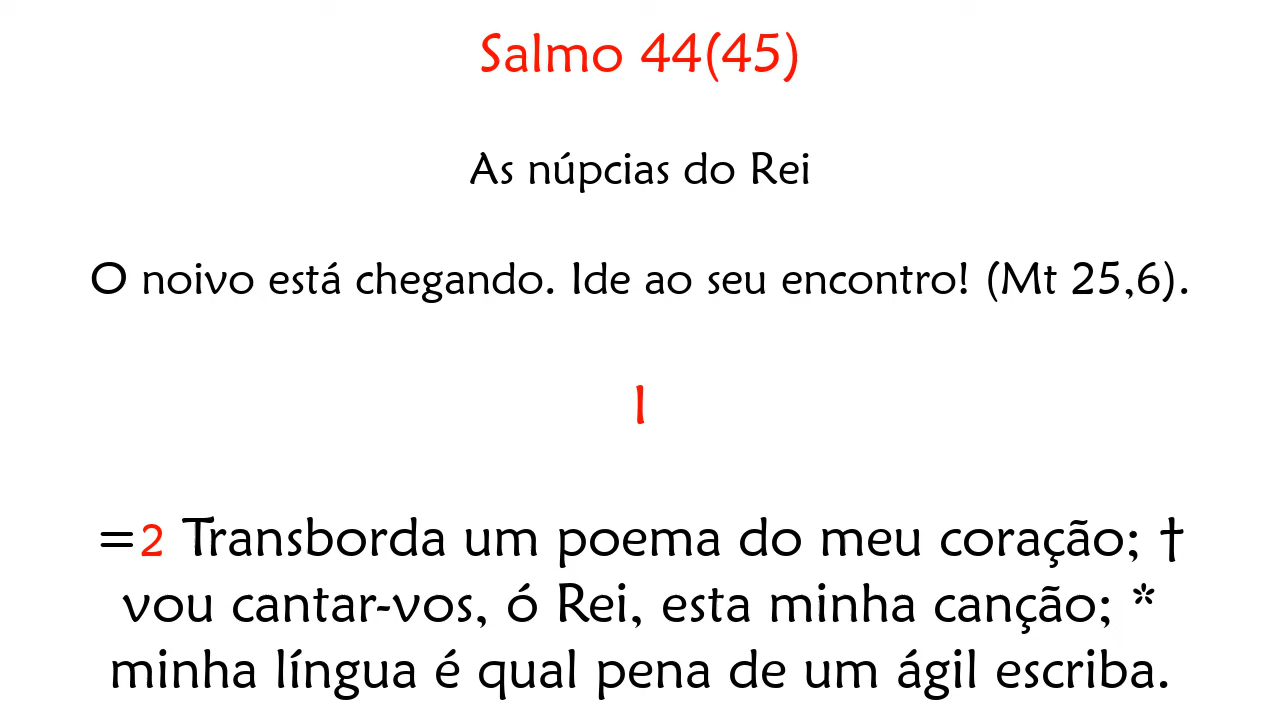 Salmo 44(45)
As núpcias do Rei
O noivo está chegando. Ide ao seu encontro! (Mt 25,6).
I
=2 Transborda um poema do meu coração; †
vou cantar-vos, ó Rei, esta minha canção; *
minha língua é qual pena de um ágil escriba.